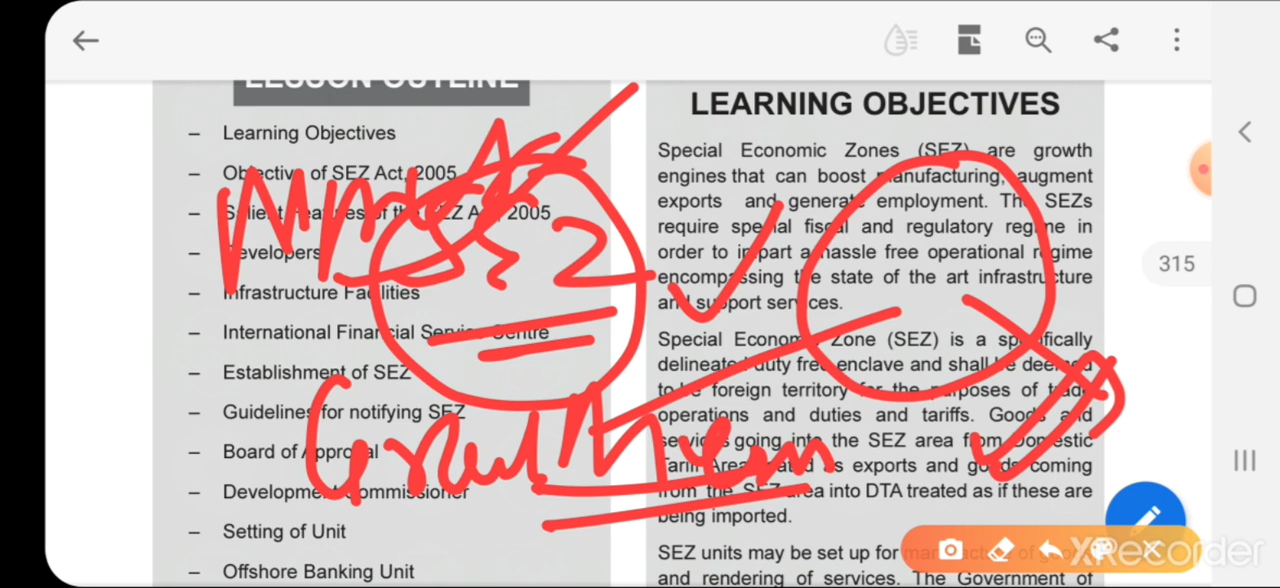 LESSON OUTLINE
– Learning Objectives
– Objective of SEZ Act, 2005
– Salient Features of the SEZ Act, 2005
– Developers
– Infrastructure Facilities
– International Financial Service Centre
– Establishment of SEZ
– Guidelines for notifying SEZ
– Board of Approval
– Development Commissioner
– Setting of Unit
– Offshore Banking Unit
LEARNING OBJECTIVES
Special Economic Zones (SEZ) are growth
engines that can boost manufacturing, augment
exports and generate employment. The SEZs
require special fiscal and regulatory regime in
order to impart a hassle free operational regime
encompassing the state of the art infrastructure
and support services.
Special Economic Zone (SEZ) is a specifically
delineated duty free enclave and shall be deemed
to be foreign territory for the purposes of trade
operations and duties and tariffs. Goods and
services going into the SEZ area from Domestic
Tariff Area treated as exports and goods coming
from the SEZ area into DTA treated as if these are
being imported.
SEZ units may be set up for manufacture of goods
and rendering of services. The Government of
315
XRecorder